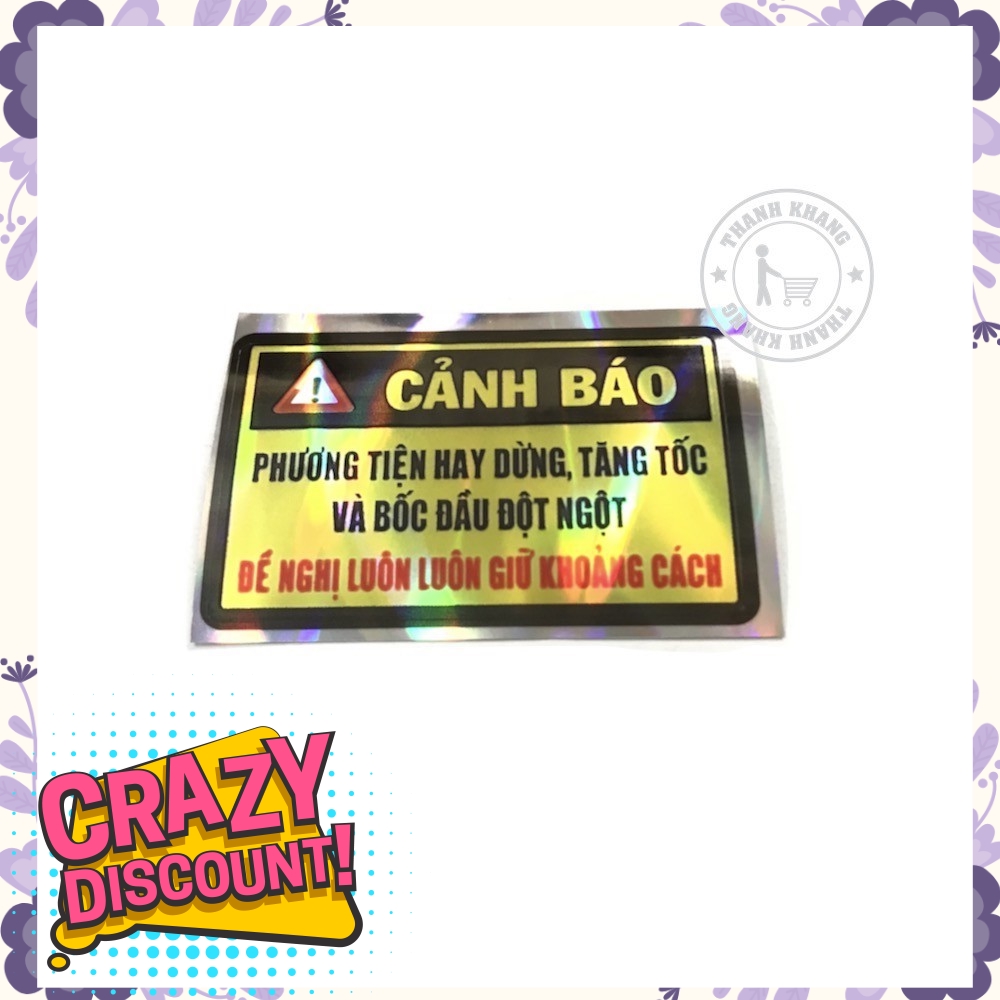 THANH KHANG
THANH KHANG
CẢNH BÁO
PHƯƠNG TIỆN HAY DỪNG, TĂNG TỐC
VÀ BỐC ĐẦU ĐỘT NGỘT
ĐỀ NGHỊ LUÔN LUÔN GIỮ KHOẢNG CÁCH
CRAZY
DISCOUNT!